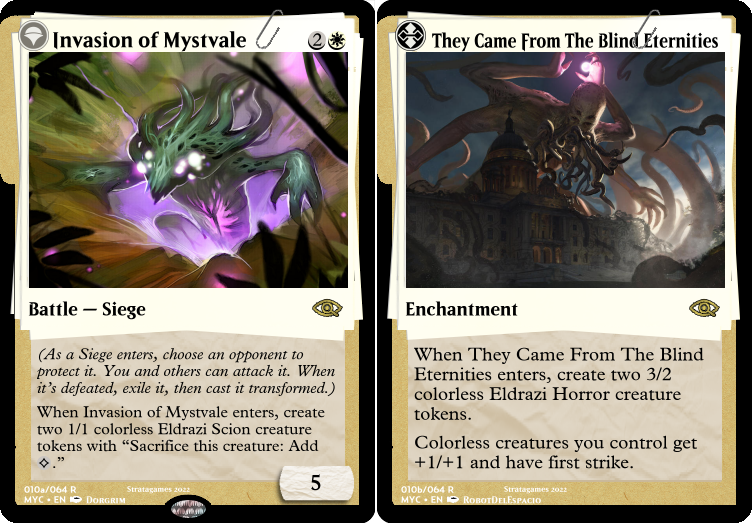 Invasion of Mystvale
2
Battle — Siege
(As a Siege enters, choose an opponent to
protect it. You and others can attack it. When
it's defeated, exile it, then cast it transformed.)
When Invasion of Mystvale enters, create
two 1/1 colorless Eldrazi Scion creature
tokens with “Sacrifice this creature: Add
.”
5
010a/064 R
Stratagames 2022
MYC • EN DORGRIM
They Came From The Blind Eternities
Enchantment
When They Came From The Blind
Eternities enters, create two 3/2
colorless Eldrazi Horror creature
tokens.
Colorless creatures you control get
+1/+1 and have first strike.
010b/064 R
Stratagames 2022
MYC • EN ROBOTDELESPACIO